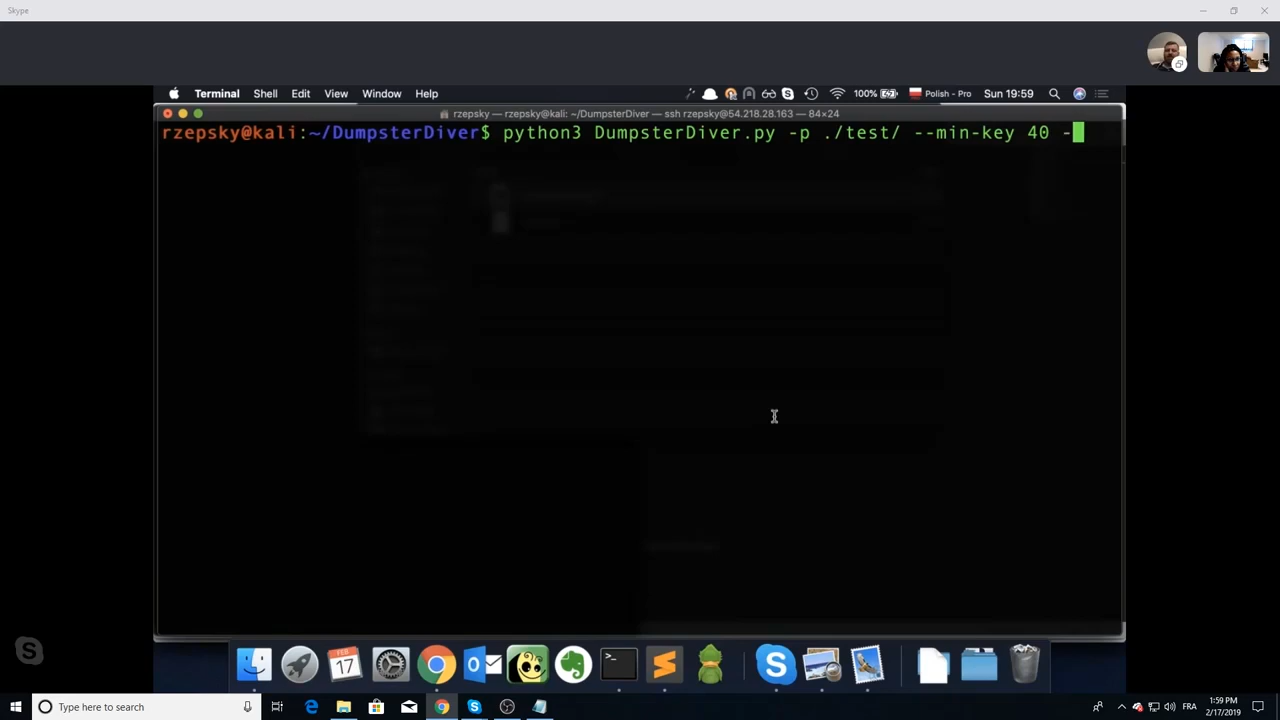 Skype
Terminal Shell Edit View Window Help 100% Polish - Pro Sun 19:59
rzepsky — rzepsky@kali: ~/DumpsterDiver — ssh rzepsky@54.218.28.163 — 84×24
rzepsky@kali:~/DumpsterDiver$ python3 DumpsterDiver.py -p ./test/ --min-key 40 -
FEB
17
Type here to search
FRA
1:59 PM
2/17/2019